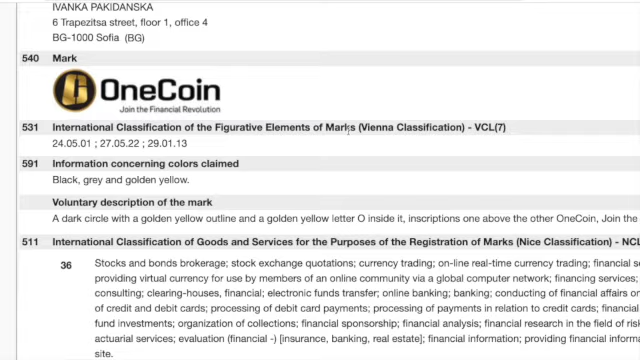 IVANKA PAKIDANSKA
6 Trapezitsa street, floor 1, office 4
BG-1000 Sofia (BG)
540 Mark
OneCoin
Join the Financial Revolution
531 International Classification of the Figurative Elements of Marks (Vienna Classification) - VCL(7)
24.05.01 ; 27.05.22 ; 29.01.13
591 Information concerning colors claimed
Black, grey and golden yellow.
Voluntary description of the mark
A dark circle with a golden yellow outline and a golden yellow letter O inside it, inscriptions one above the other OneCoin, Join the
511 International Classification of Goods and Services for the Purposes of the Registration of Marks (Nice Classification) - NCL
36 Stocks and bonds brokerage; stock exchange quotations; currency trading; on-line real-time currency trading; financial se
providing virtual currency for use by members of an online community via a global computer network; financing services;
consulting; clearing-houses, financial; electronic funds transfer; online banking; banking; conducting of financial affairs on
of credit and debit cards; processing of debit card payments; processing of payments in relation to credit cards; financial
fund investments; organization of collections; financial sponsorship; financial analysis; financial research in the field of risk
actuarial services; evaluation (financial -) [insurance, banking, real estate]; financial information; providing financial inform
site.